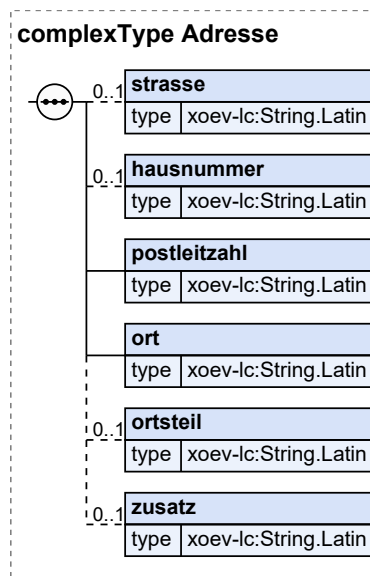 complexType Adresse
0..1 strasse
type xoev-lc:String.Latin
0..1 hausnummer
type xoev-lc:String.Latin
postleitzahl
type xoev-lc:String.Latin
ort
type xoev-lc:String.Latin
0..1 ortsteil
type xoev-lc:String.Latin
0..1 zusatz
type xoev-lc:String.Latin